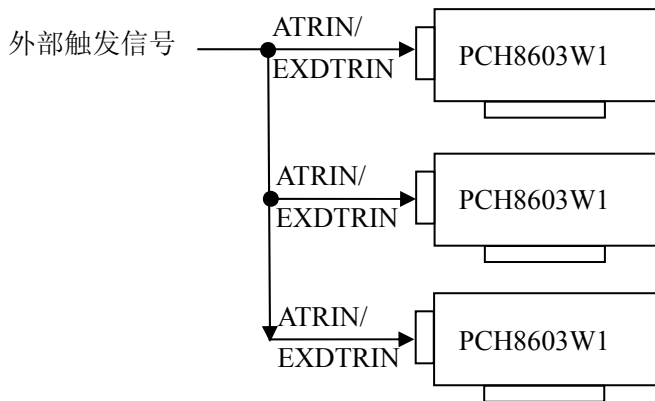 外部触发信号
ATRIN/
EXDTRIN
PCH8603W1
ATRIN/
EXDTRIN
PCH8603W1
ATRIN/
EXDTRIN
PCH8603W1